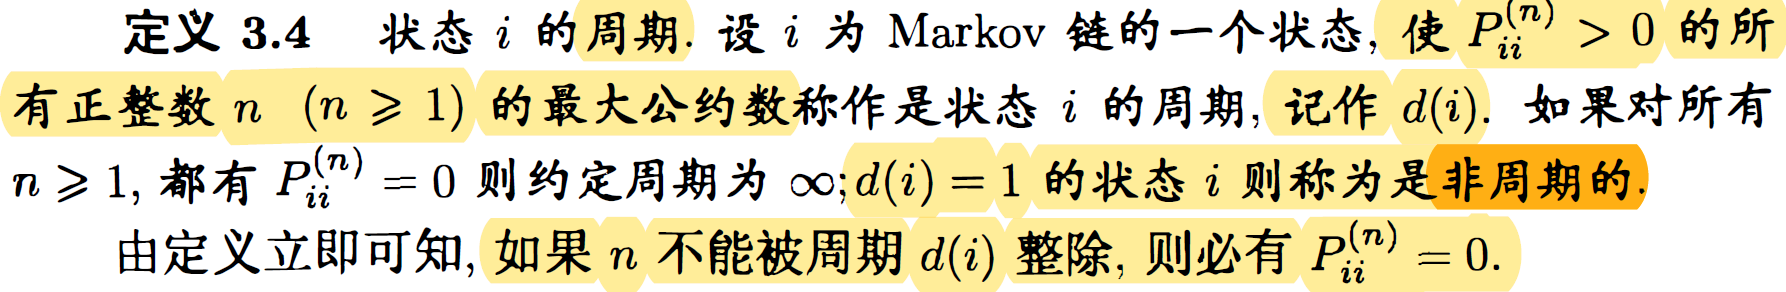 定义 3.4 状态 i 的周期. 设 i 为 Markov 链的一个状态, 使 P_{ii}^{(n)} > 0 的所
有正整数 n (n ⩾ 1) 的最大公约数称作是状态 i 的周期, 记作 d(i). 如果对所有
n ⩾ 1, 都有 P_{ii}^{(n)} = 0 则约定周期为 ∞; d(i) = 1 的状态 i 则称为是非周期的.
由定义立即可知, 如果 n 不能被周期 d(i) 整除, 则必有 P_{ii}^{(n)} = 0.